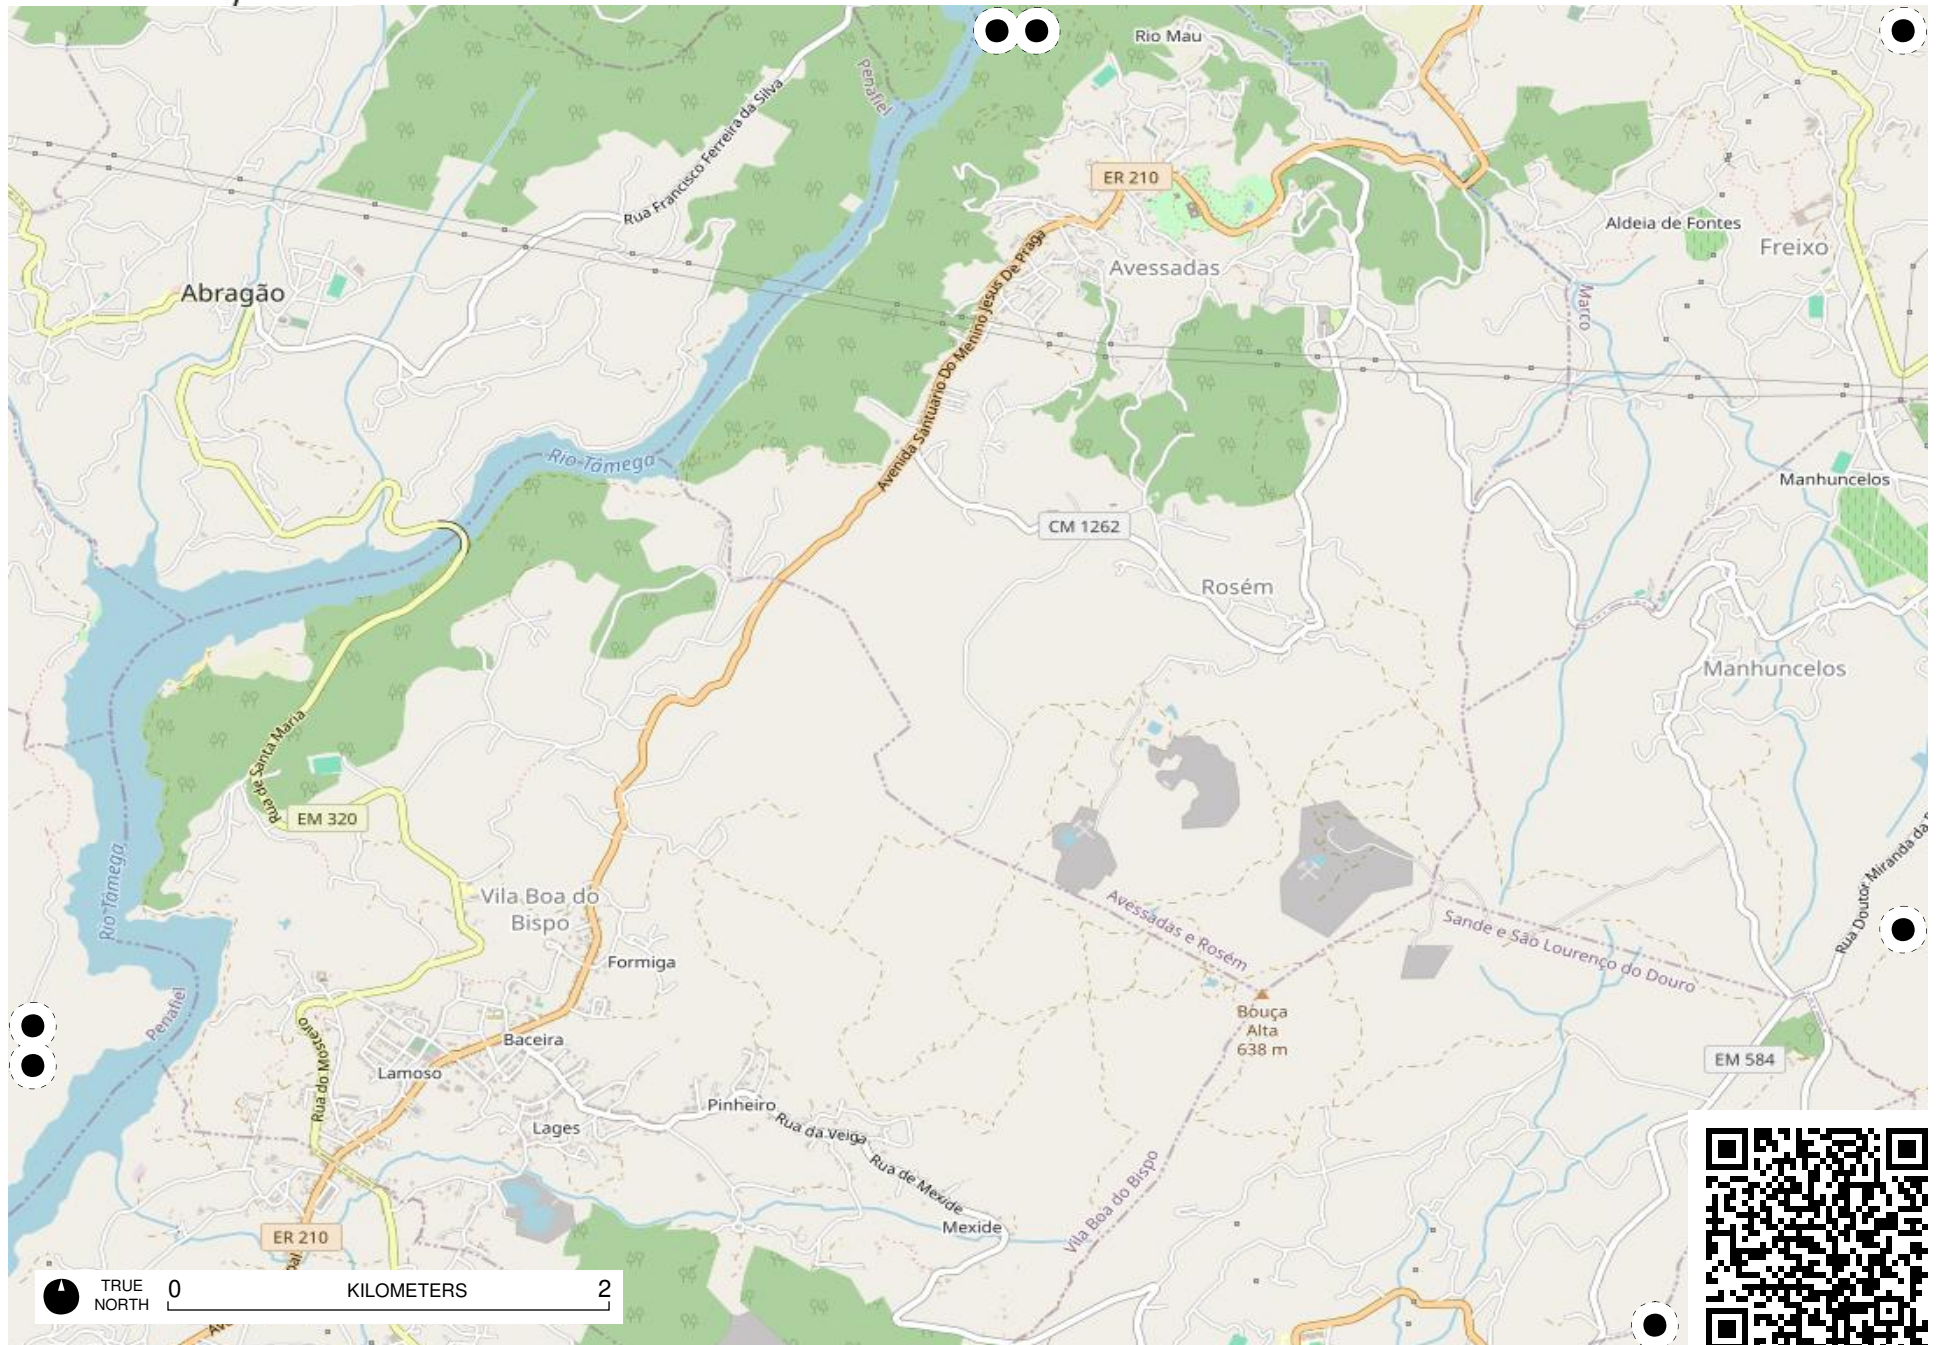 Rio Mau
Penafiel
Rua Francisco Ferreira da Silva
ER 210
Aldeia de Fontes
Freixo
Avessadas
Abragão
Marco
Avenida Santuário Do Menino Jesus De Praga
Rio Tâmega
Manhuncelos
CM 1262
Rosém
Manhuncelos
Rua de Santa Maria
EM 320
Rio Tâmega
Vila Boa do
Bispo
Avessadas e Rosém
Sande e São Lourenço do Douro
Rua Doutor Miranda da
Formiga
Penafiel
Bouça
Alta
638 m
Baceira
Rua do Mosteiro
Lamoso
EM 584
Pinheiro
Rua da Veiga
Lages
Rua de Mexide
Vila Boa do Bispo
Mexide
ER 210
TRUE
NORTH
0 KILOMETERS 2